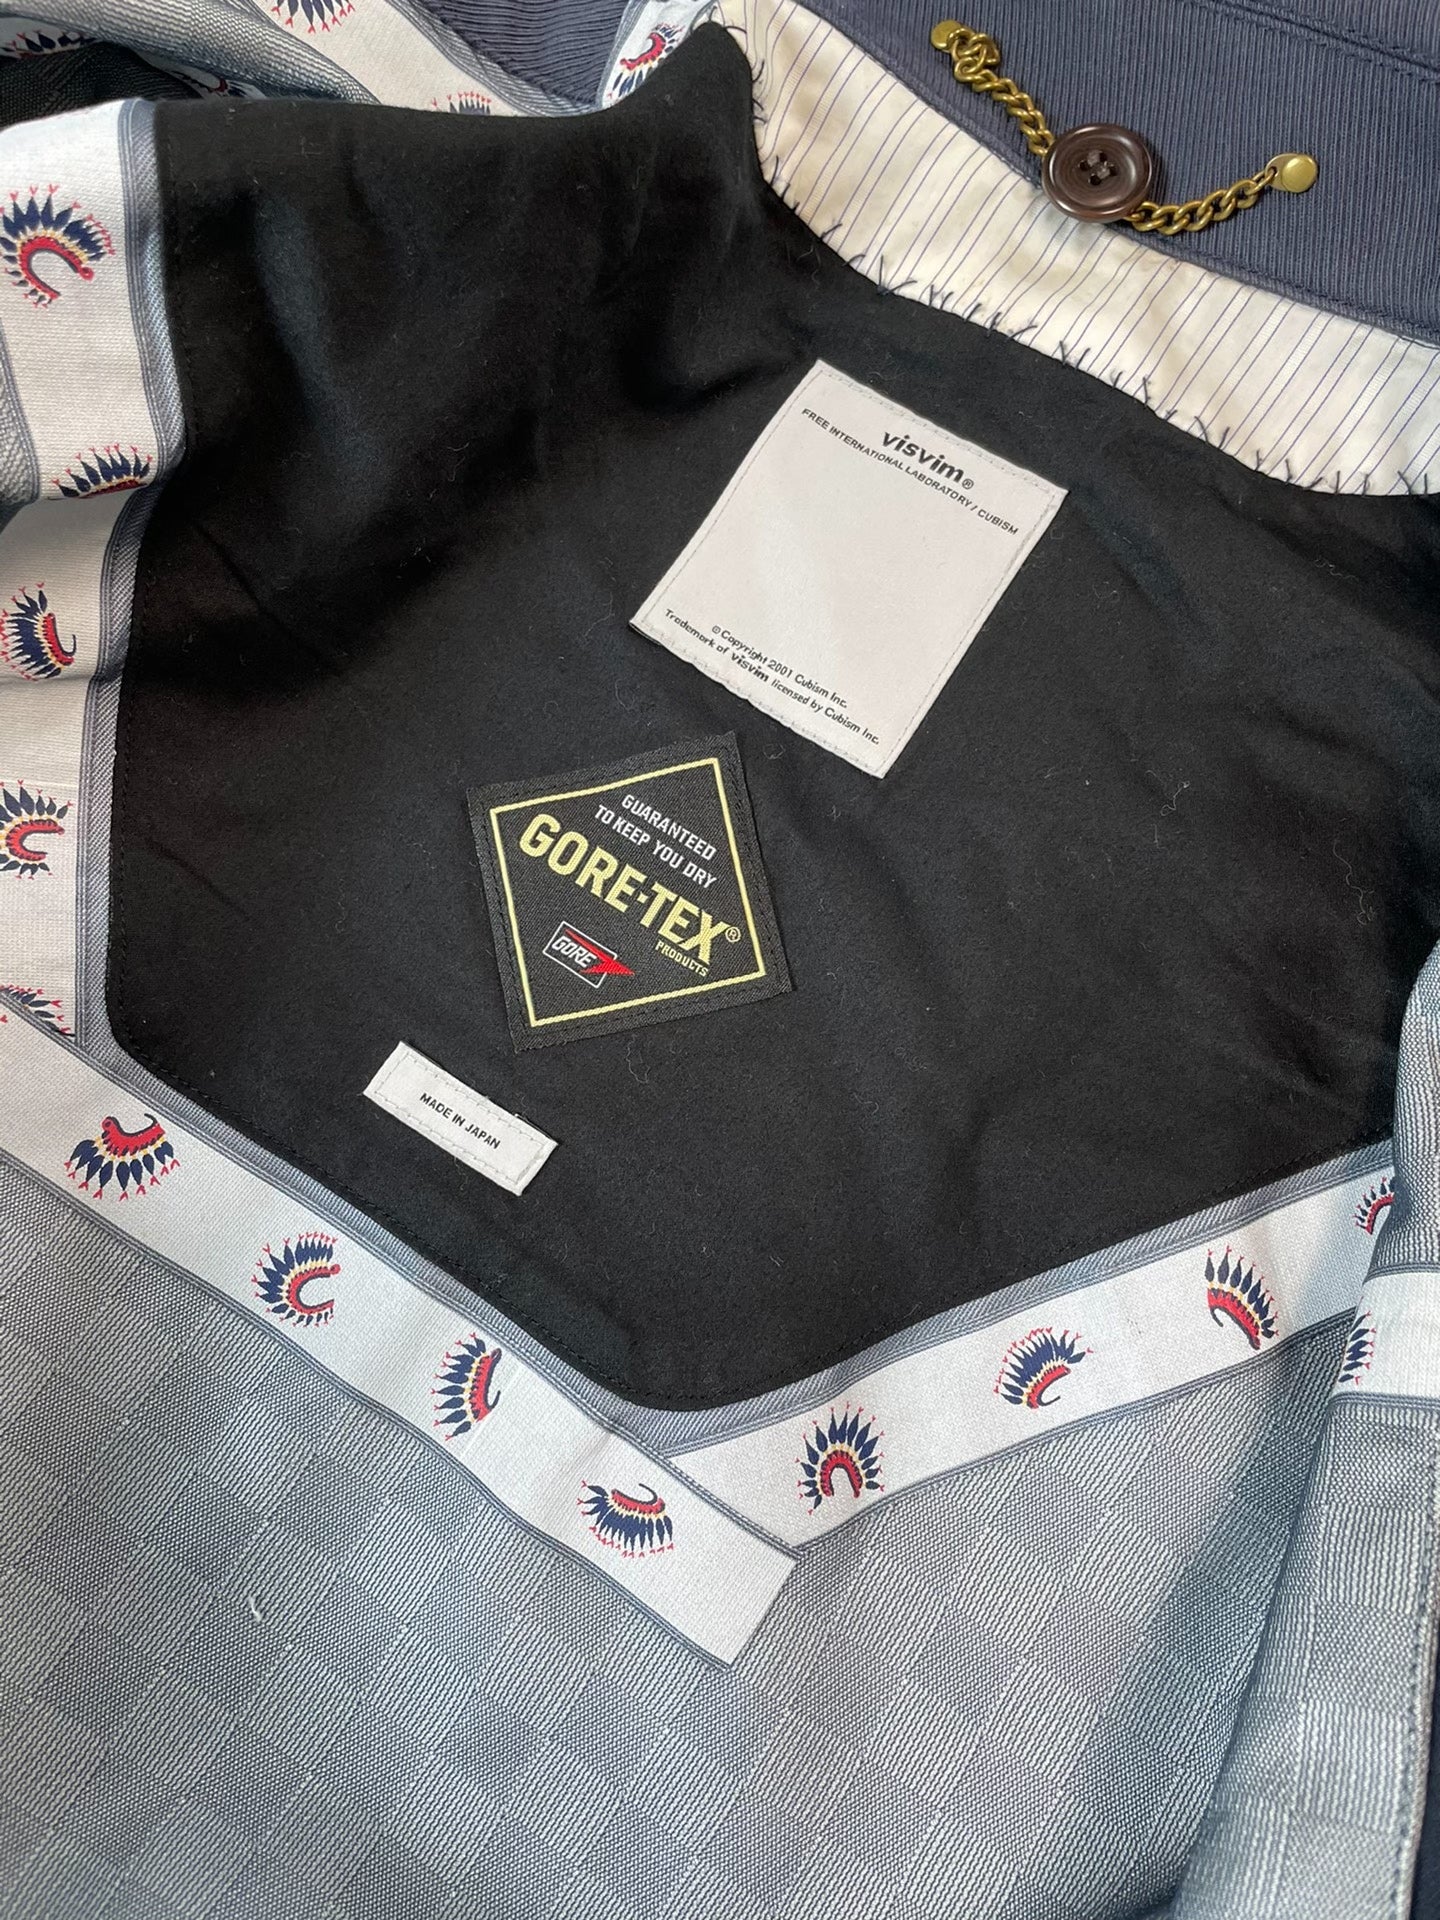 visvim®
FREE INTERNATIONAL LABORATORY / CUBISM
© Copyright 2001 Cubism Inc.
Trademark of visvim licensed by Cubism Inc.
GUARANTEED
TO KEEP YOU DRY
GORE-TEX®
PRODUCTS
GORE
MADE IN JAPAN